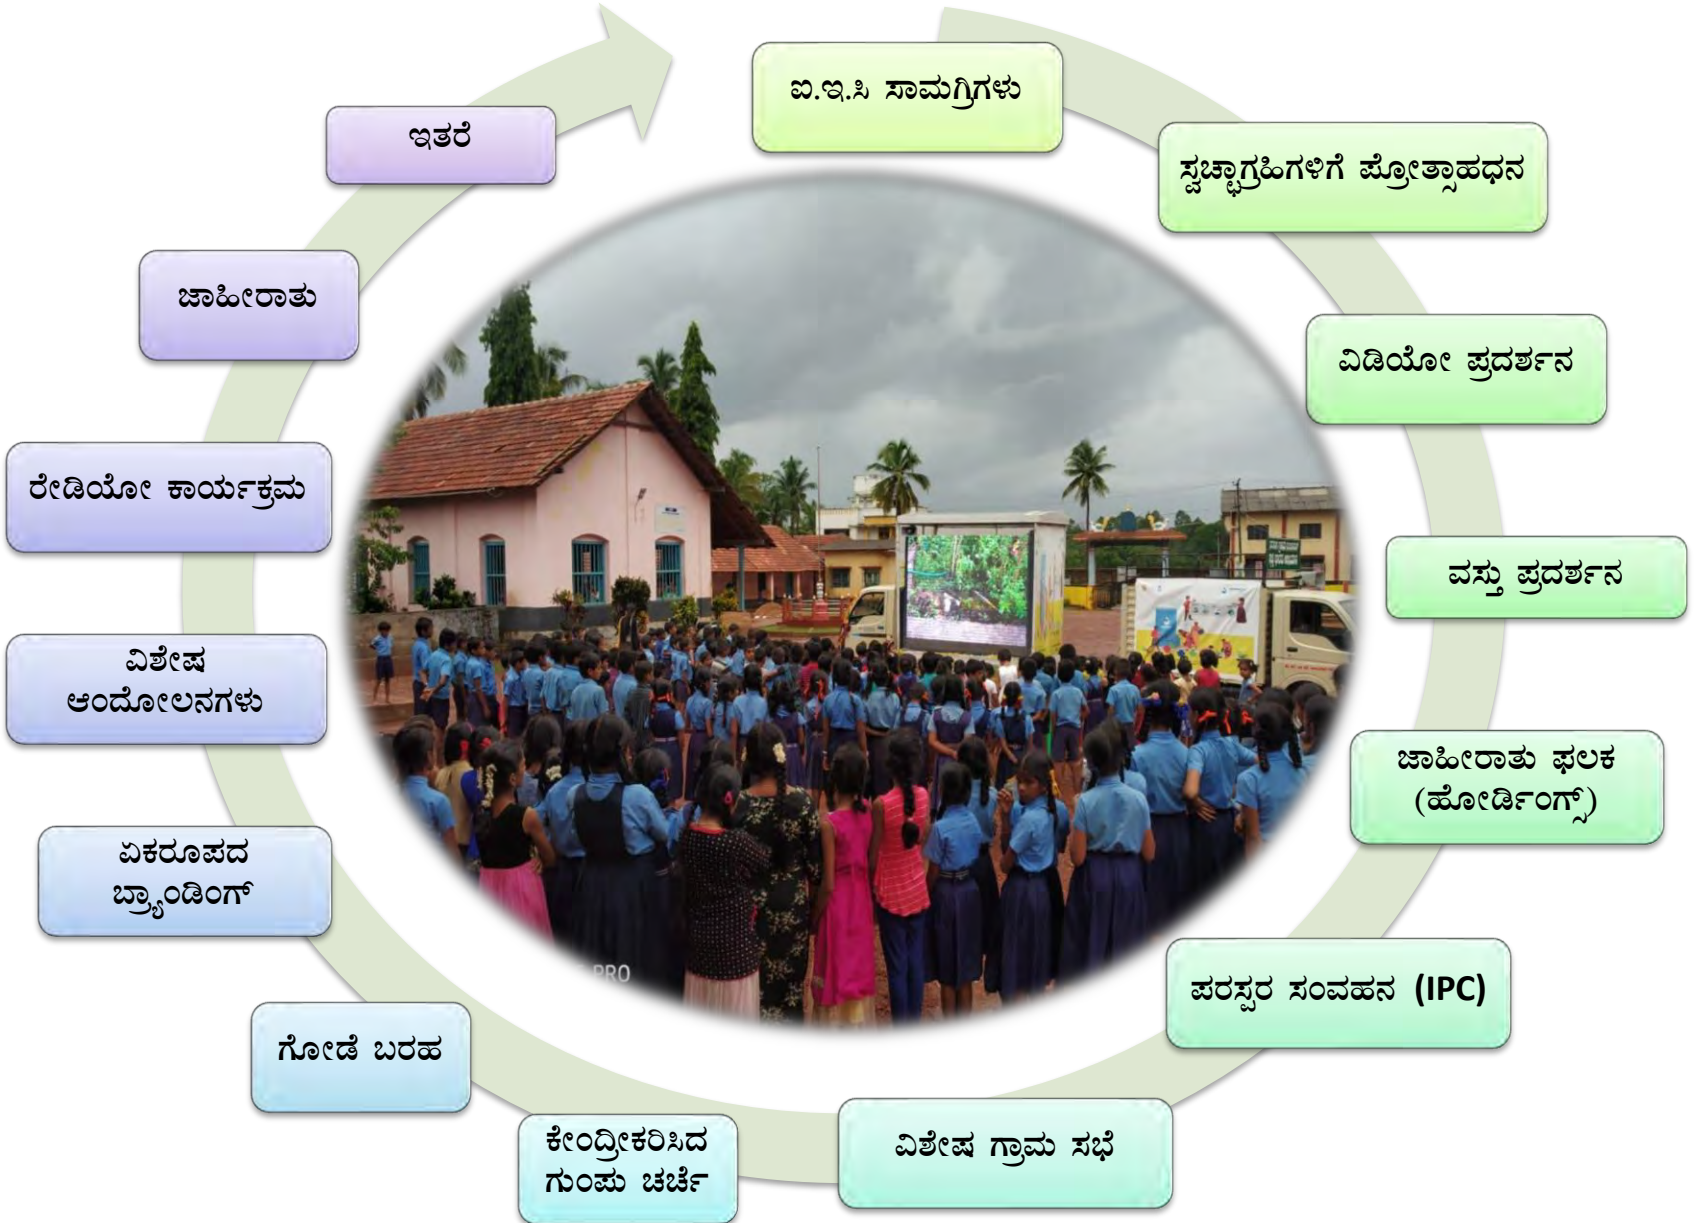 ಐ.ಇ.ಸಿ ಸಾಮಗ್ರಿಗಳು
ಸ್ವಚ್ಛಾಗ್ರಹಿಗಳಿಗೆ ಪ್ರೋತ್ಸಾಹಧನ
ವಿಡಿಯೋ ಪ್ರದರ್ಶನ
ವಸ್ತು ಪ್ರದರ್ಶನ
ಜಾಹೀರಾತು ಫಲಕ
(ಹೋರ್ಡಿಂಗ್ಸ್)
ಪರಸ್ಪರ ಸಂವಹನ (IPC)
ವಿಶೇಷ ಗ್ರಾಮ ಸಭೆ
ಕೇಂದ್ರೀಕರಿಸಿದ
ಗುಂಪು ಚರ್ಚೆ
ಗೋಡೆ ಬರಹ
ಏಕರೂಪದ
ಬ್ರ್ಯಾಂಡಿಂಗ್
ವಿಶೇಷ
ಆಂದೋಲನಗಳು
ರೇಡಿಯೋ ಕಾರ್ಯಕ್ರಮ
ಜಾಹೀರಾತು
ಇತರೆ
PRO